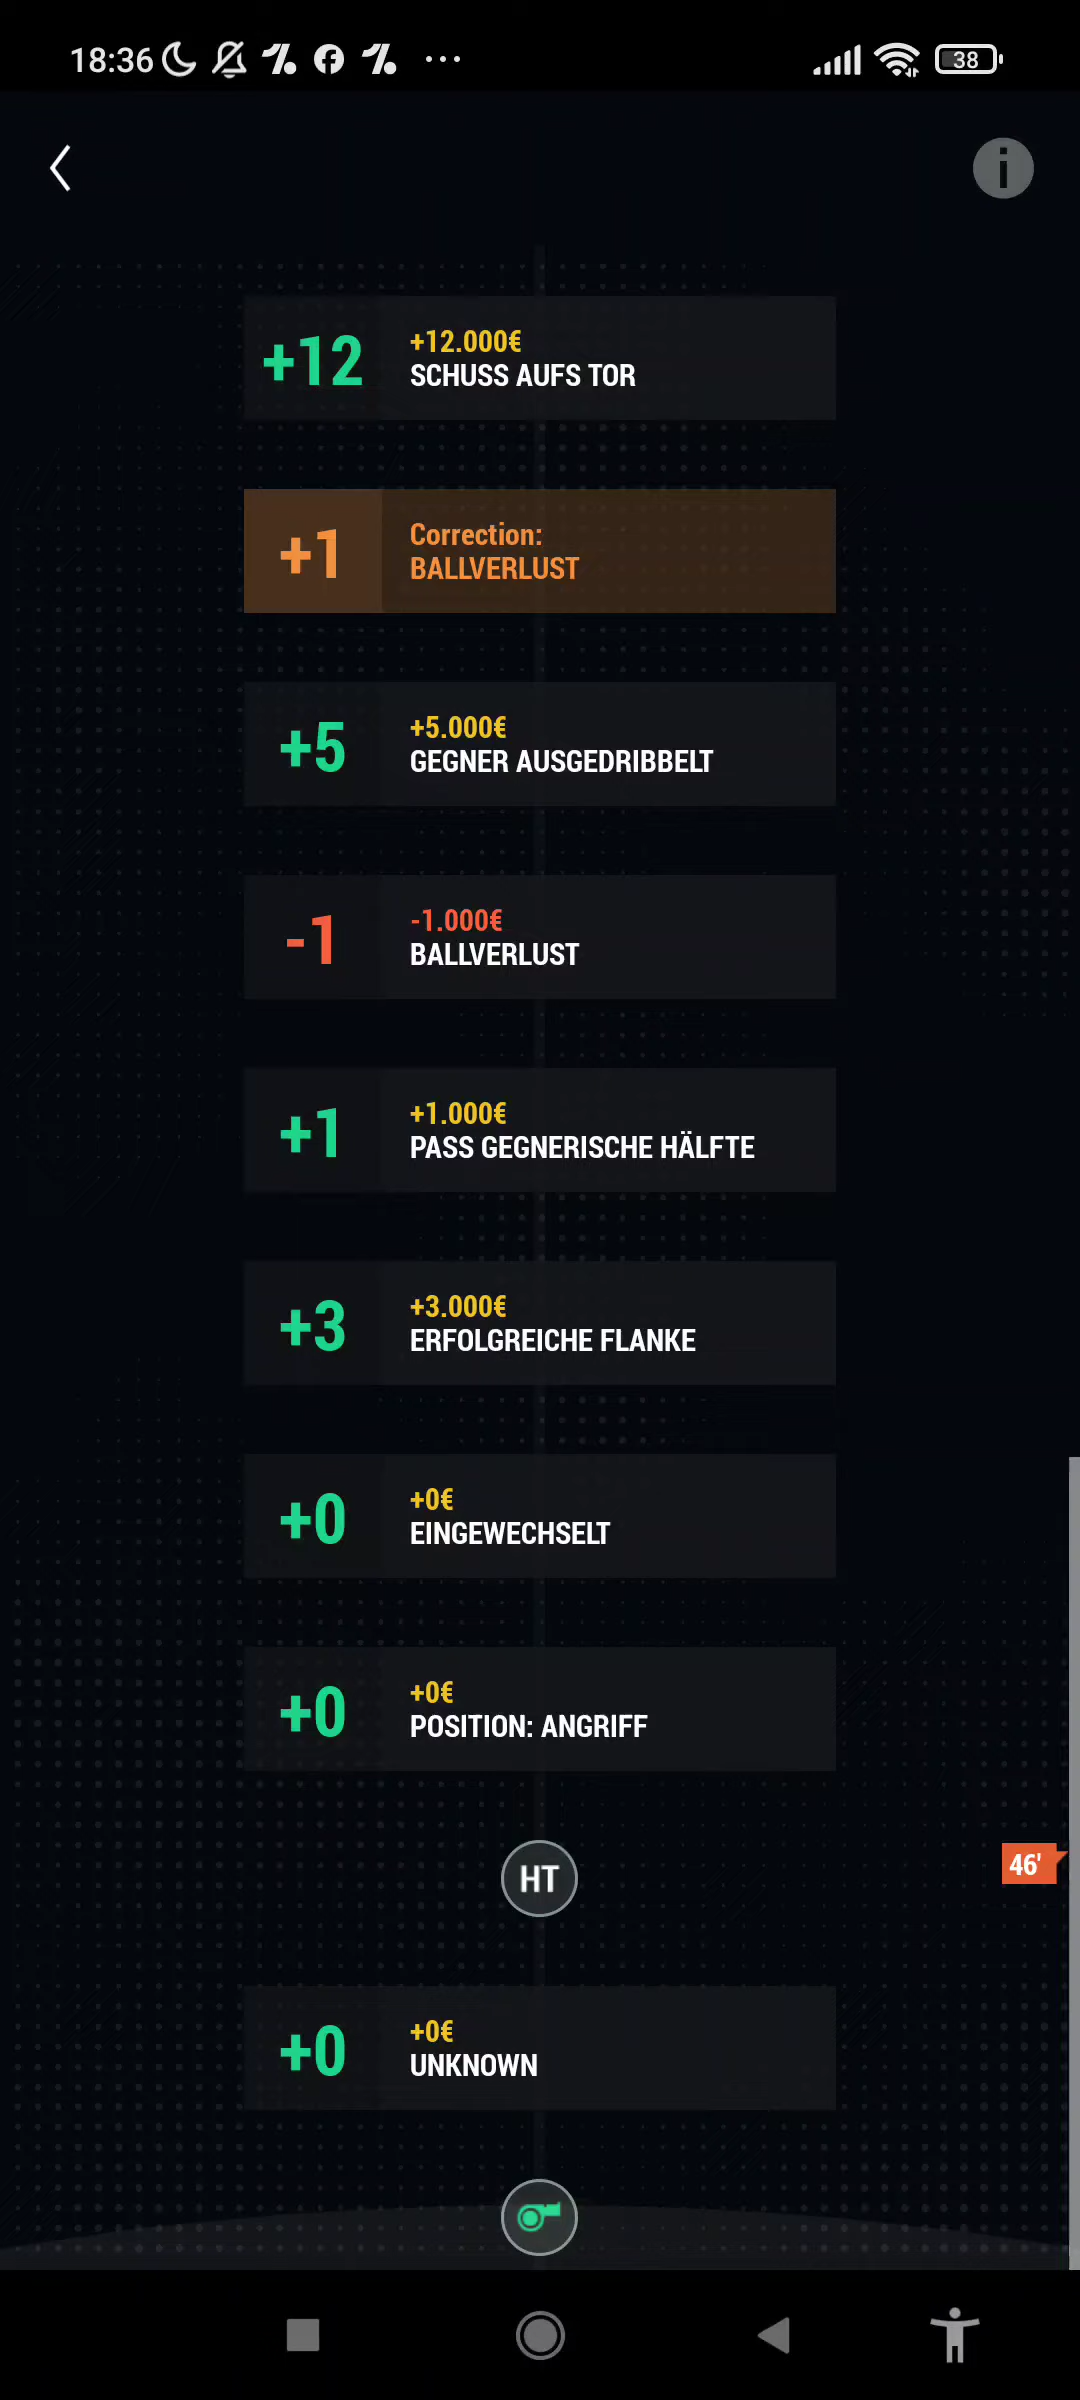 18:36
38
+12
+12.000€
SCHUSS AUFS TOR
+1
Correction:
BALLVERLUST
+5
+5.000€
GEGNER AUSGEDRIBBELT
-1
-1.000€
BALLVERLUST
+1
+1.000€
PASS GEGNERISCHE HÄLFTE
+3
+3.000€
ERFOLGREICHE FLANKE
+0
+0€
EINGEWECHSELT
+0
+0€
POSITION: ANGRIFF
HT
46'
+0
+0€
UNKNOWN